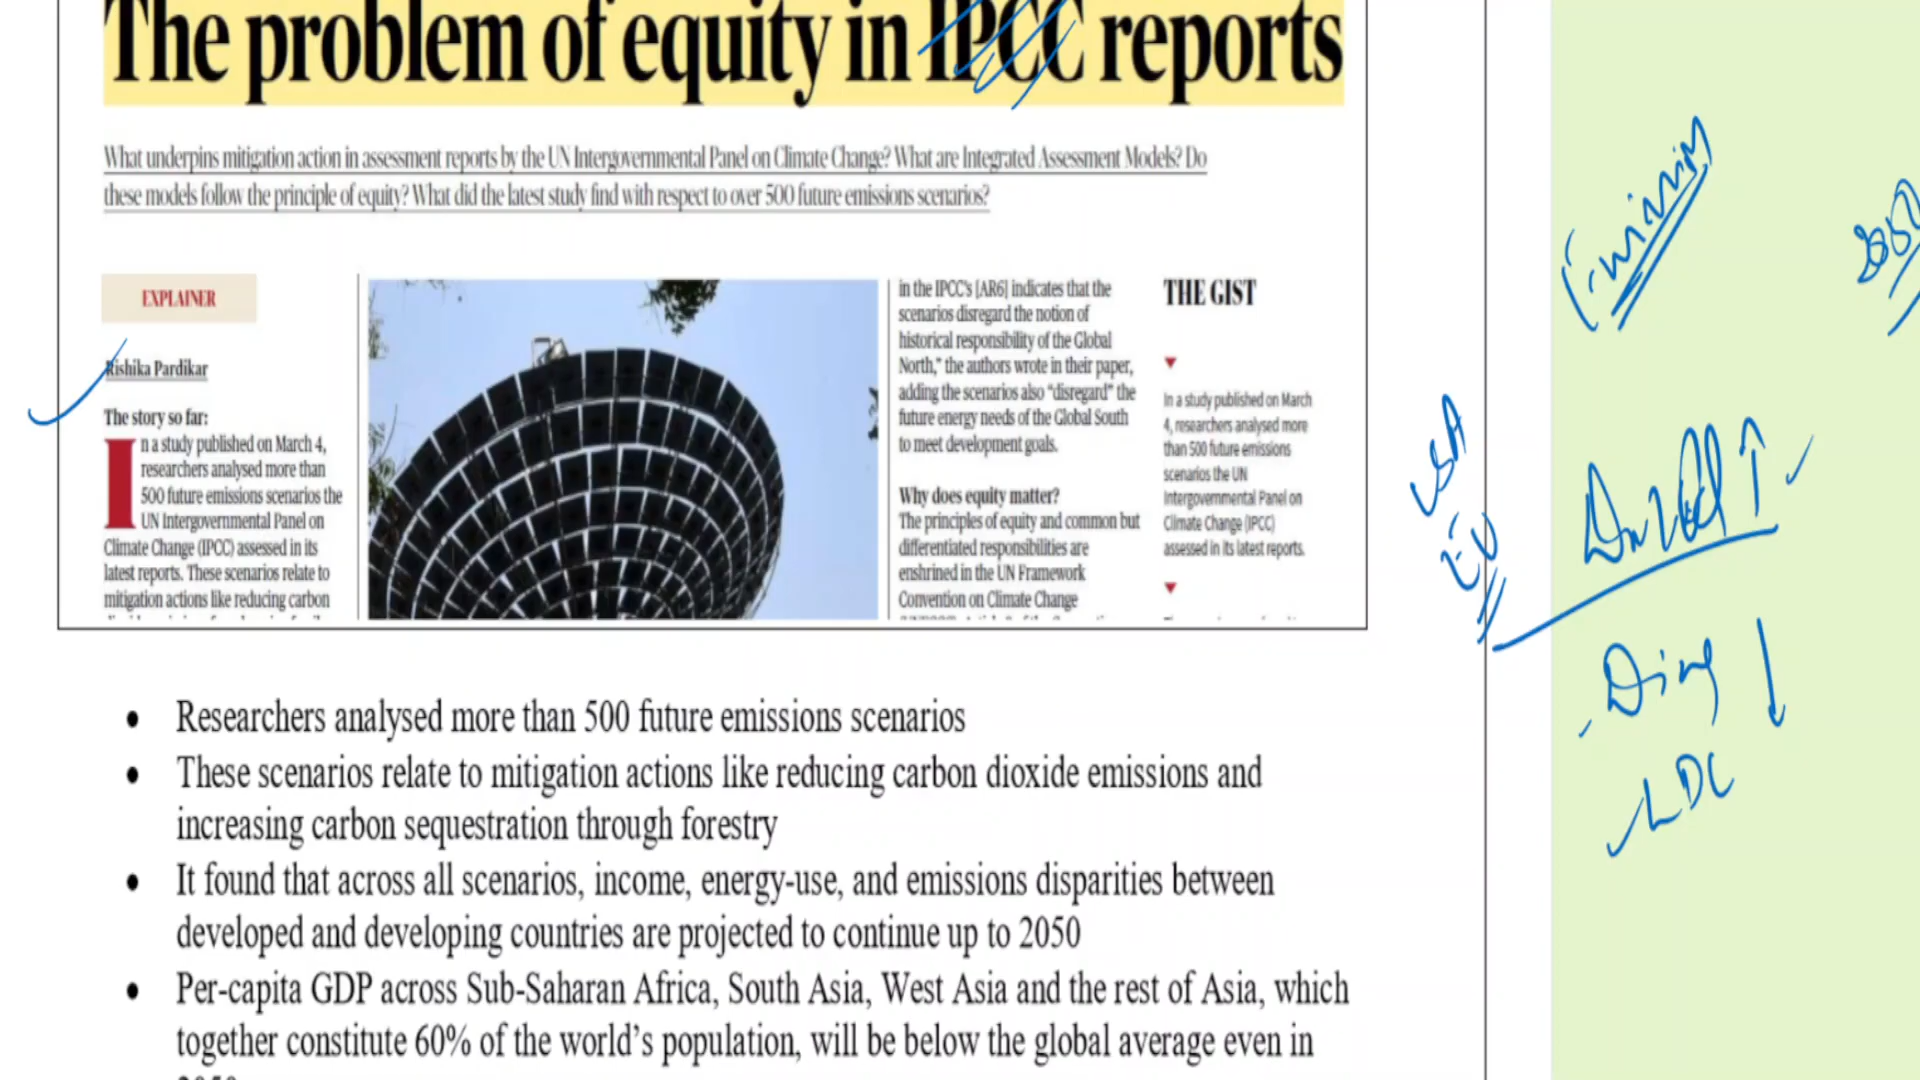 The problem of equity in IPCC reports
What underpins mitigation action in assessment reports by the UN Intergovernmental Panel on Climate Change? What are Integrated Assessment Models? Do
these models follow the principle of equity? What did the latest study find with respect to over 500 future emissions scenarios?
EXPLAINER
Rishika Pardikar
The story so far:
In a study published on March 4,
researchers analysed more than
500 future emissions scenarios the
UN Intergovernmental Panel on
Climate Change (IPCC) assessed in its
latest reports. These scenarios relate to
mitigation actions like reducing carbon
in the IPCC's [AR6] indicates that the
scenarios disregard the notion of
historical responsibility of the Global
North,” the authors wrote in their paper,
adding the scenarios also “disregard” the
future energy needs of the Global South
to meet development goals.
Why does equity matter?
The principles of equity and common but
differentiated responsibilities are
enshrined in the UN Framework
Convention on Climate Change
THE GIST
In a study published on March
4, researchers analysed more
than 500 future emissions
scenarios the UN
Intergovernmental Panel on
Climate Change (IPCC)
assessed in its latest reports.
• Researchers analysed more than 500 future emissions scenarios
• These scenarios relate to mitigation actions like reducing carbon dioxide emissions and
increasing carbon sequestration through forestry
• It found that across all scenarios, income, energy-use, and emissions disparities between
developed and developing countries are projected to continue up to 2050
• Per-capita GDP across Sub-Saharan Africa, South Asia, West Asia and the rest of Asia, which
together constitute 60% of the world's population, will be below the global average even in
USA
EU
LDC